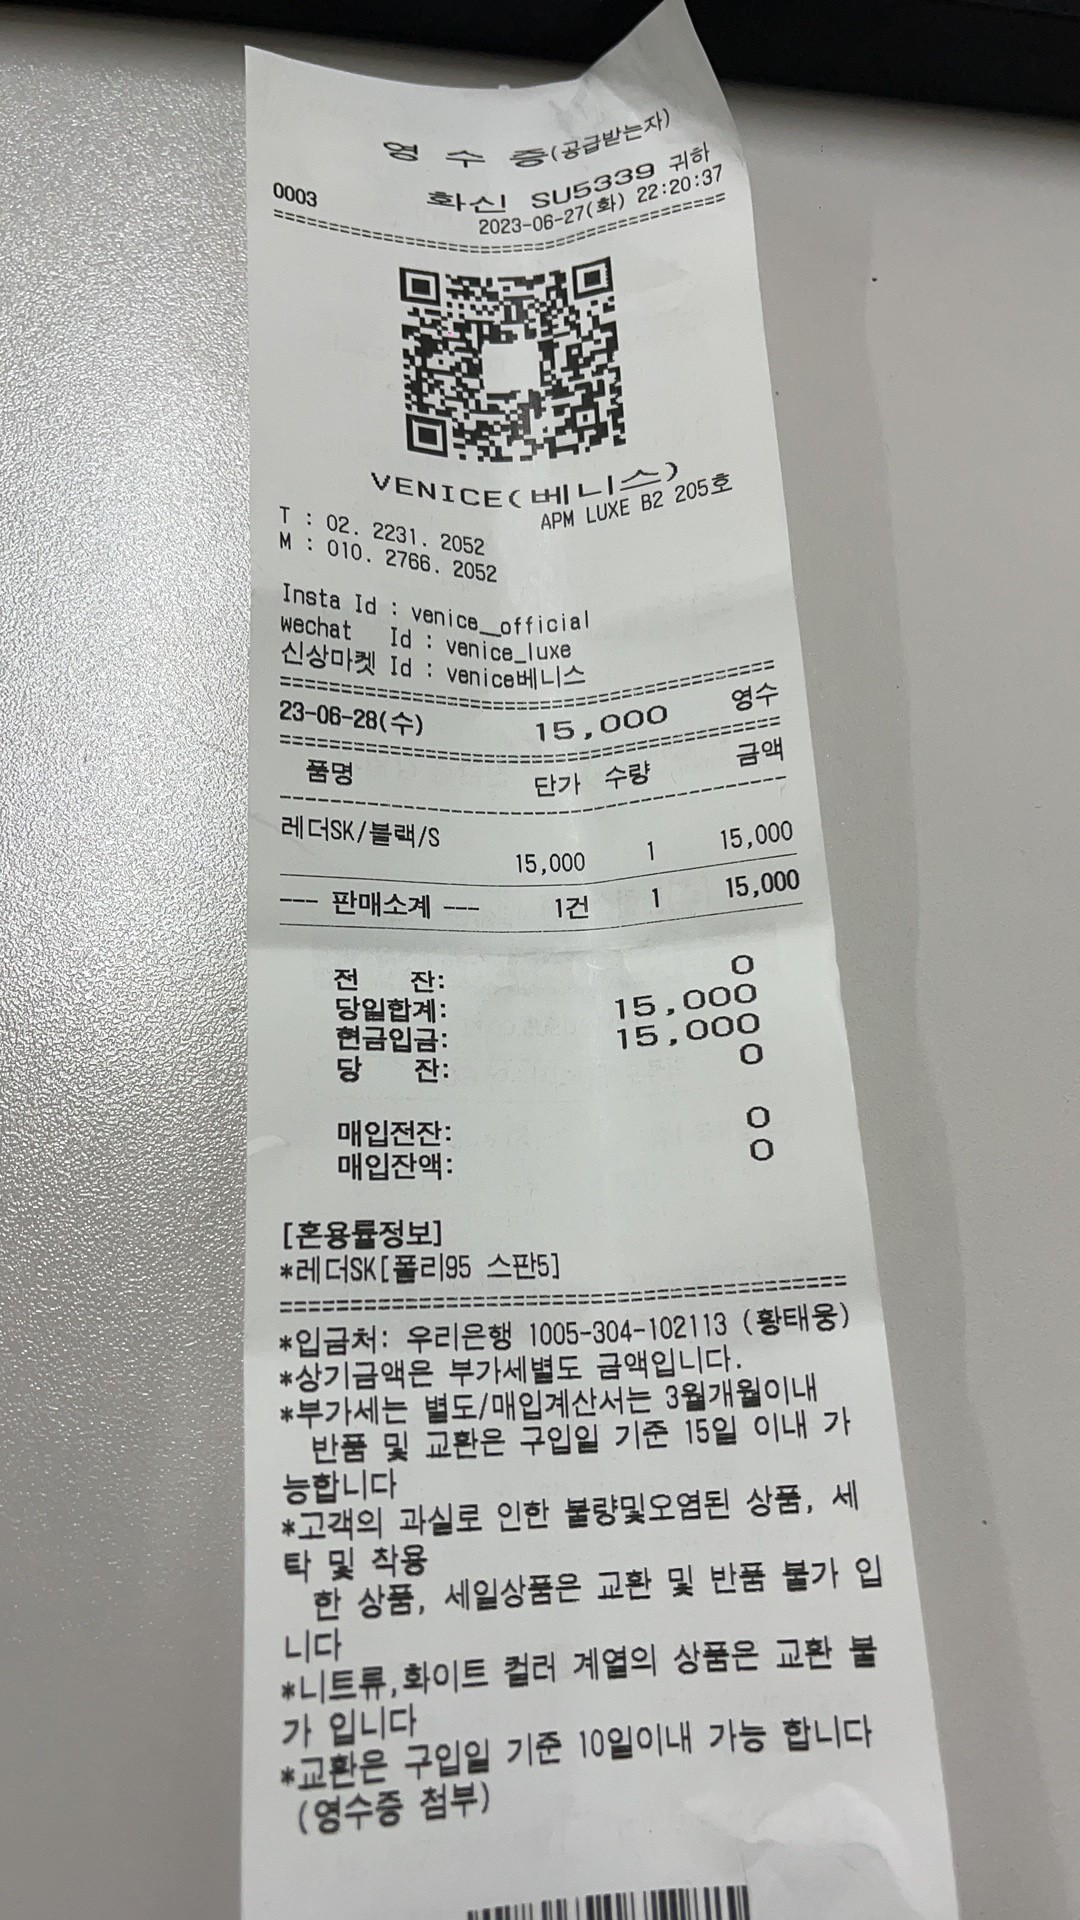 영 수 증(공급받는자)
0003 화신 SU5339 귀하
2023-06-27(화) 22:20:37
VENICE(베니스)
APM LUXE B2 205호
T : 02. 2231. 2052
M : 010. 2766. 2052
Insta Id : venice__official
wechat Id : venice_luxe
신상마켓 Id : venice베니스
23-06-28(수) 15,000 영수
품명 단가 수량 금액
레더SK/블랙/S
15,000 1 15,000
--- 판매소계 --- 1건 1 15,000
전 잔: 0
당일합계: 15,000
현금입금: 15,000
당 잔: 0
매입전잔: 0
매입잔액: 0
[혼용률정보]
*레더SK[폴리95 스판5]
*입금처: 우리은행 1005-304-102113 (황태웅)
*상기금액은 부가세별도 금액입니다.
*부가세는 별도/매입계산서는 3월개월이내
반품 및 교환은 구입일 기준 15일 이내 가
능합니다
*고객의 과실로 인한 불량및오염된 상품, 세
탁 및 착용
한 상품, 세일상품은 교환 및 반품 불가 입
니다
*니트류,화이트 컬러 계열의 상품은 교환 불
가 입니다
*교환은 구입일 기준 10일이내 가능 합니다
(영수증 첨부)